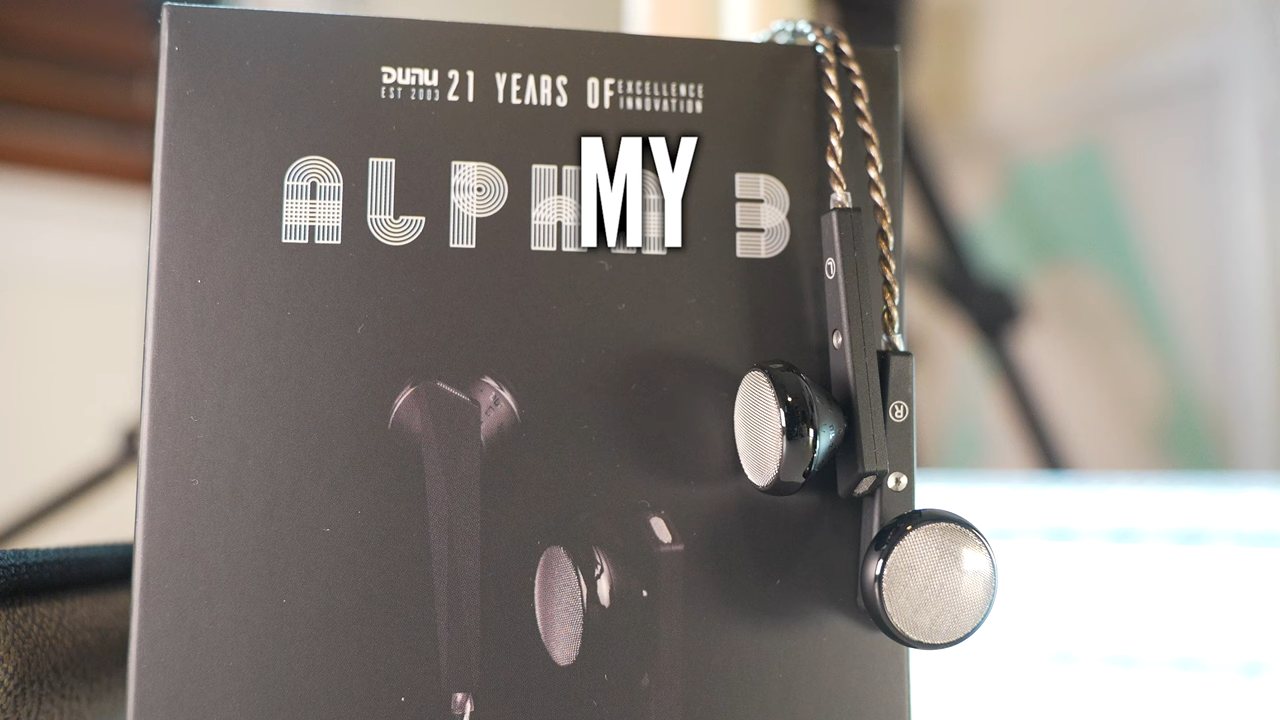 DUNU 21 YEARS OF EXCELLENCE
EST 2003 INNOVATION
ALPHA 3
MY
L
R